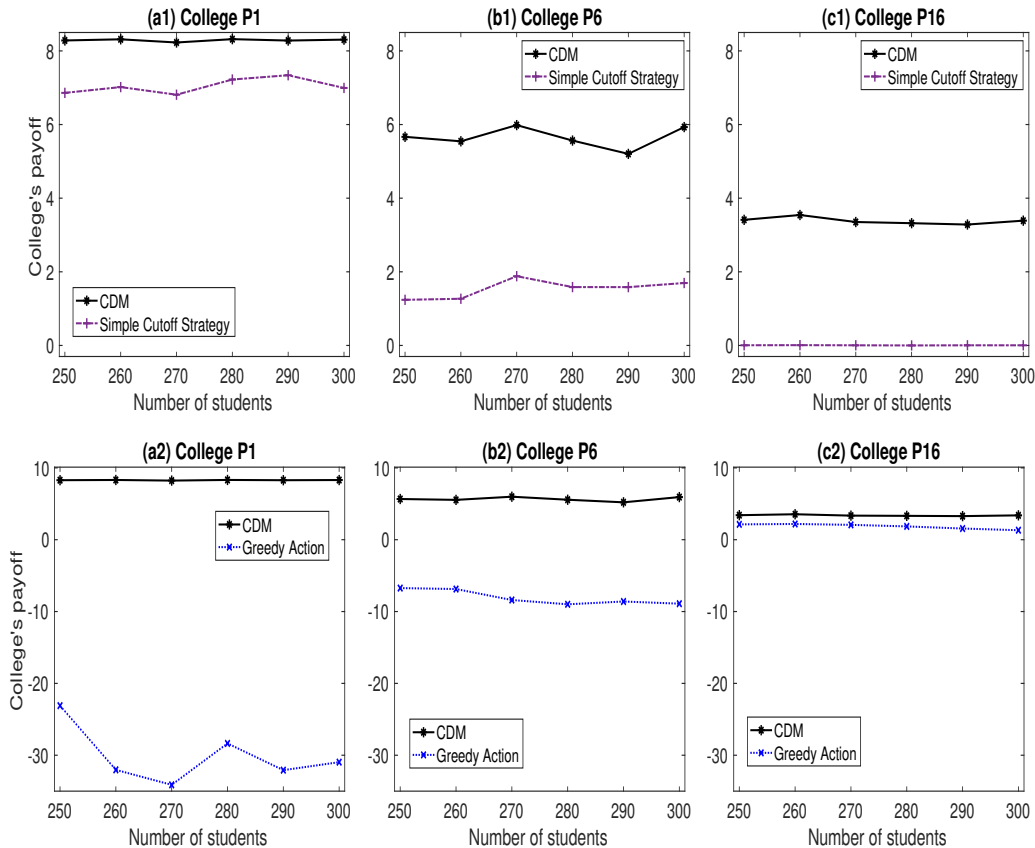 (a1) College P1
8
6
4
2
0
College's payoff
CDM
Simple Cutoff Strategy
250 260 270 280 290 300
Number of students
(b1) College P6
8
6
4
2
0
CDM
Simple Cutoff Strategy
250 260 270 280 290 300
Number of students
(c1) College P16
8
6
4
2
0
CDM
Simple Cutoff Strategy
250 260 270 280 290 300
Number of students
(a2) College P1
10
0
-10
-20
-30
College's payoff
CDM
Greedy Action
250 260 270 280 290 300
Number of students
(b2) College P6
10
0
-10
-20
-30
CDM
Greedy Action
250 260 270 280 290 300
Number of students
(c2) College P16
10
0
-10
-20
-30
CDM
Greedy Action
250 260 270 280 290 300
Number of students